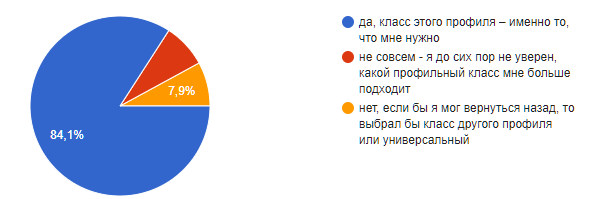 84,1%
7,9%
да, класс этого профиля – именно то,
что мне нужно
не совсем - я до сих пор не уверен,
какой профильный класс мне больше
подходит
нет, если бы я мог вернуться назад, то
выбрал бы класс другого профиля
или универсальный